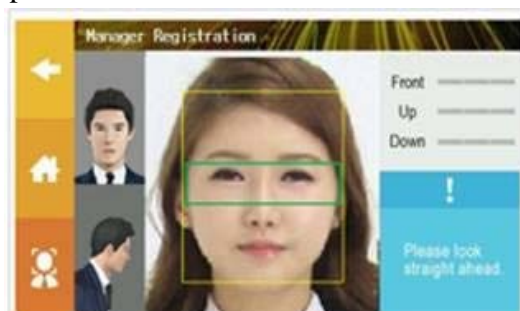 Manager Registration
Front
Up
Down
!
Please look
straight ahead.